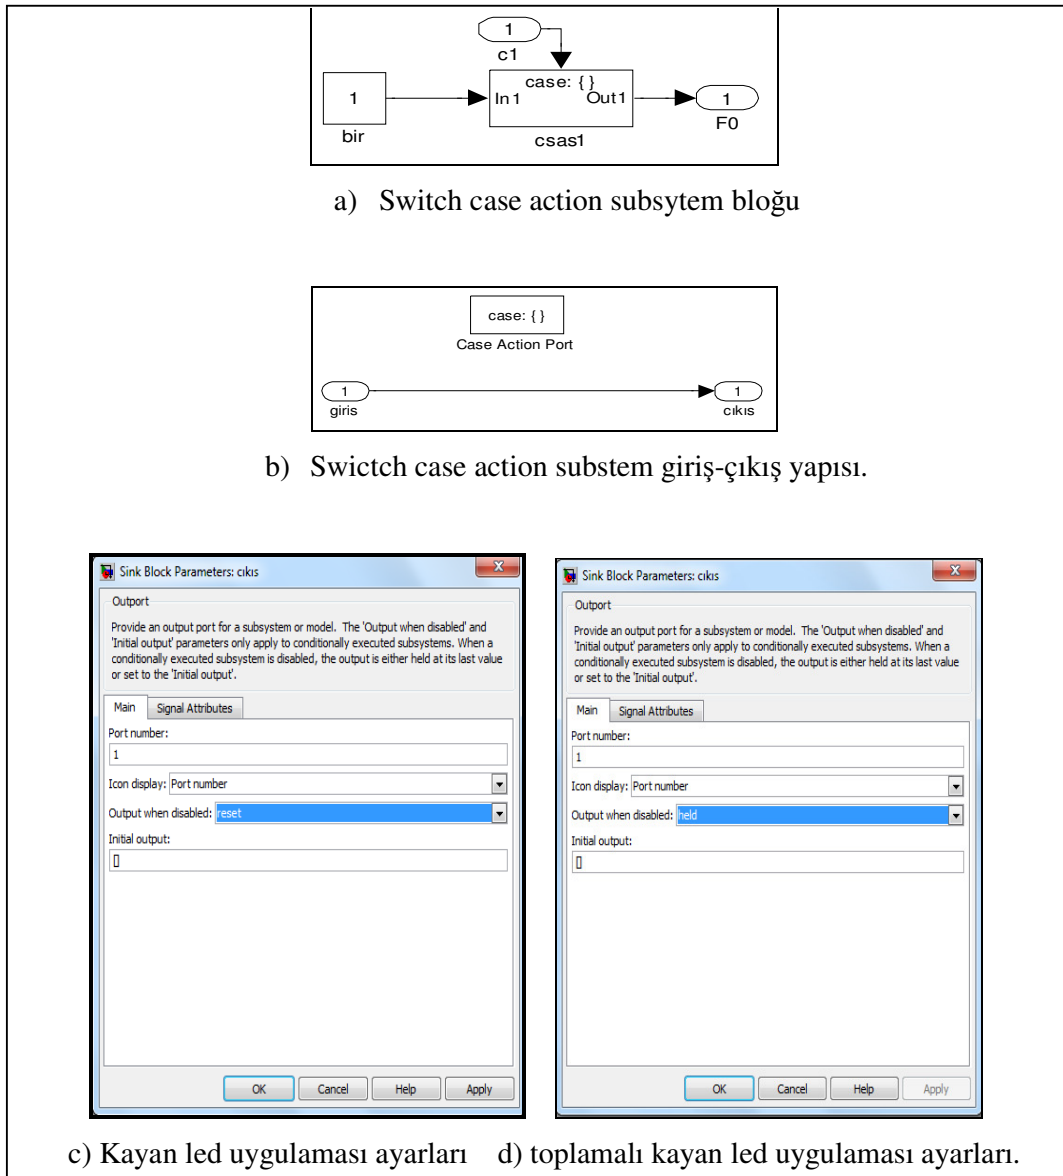 1
c1
case: { }
1
In1
Out1
1
bir
csas1
F0
a) Switch case action subsytem bloğu
case: { }
Case Action Port
1
1
giris
cıkıs
b) Swictch case action substem giriş-çıkış yapısı.
Sink Block Parameters: cıkıs
Outport
Provide an output port for a subsystem or model. The 'Output when disabled' and
'Initial output' parameters only apply to conditionally executed subsystems. When a
conditionally executed subsystem is disabled, the output is either held at its last value
or set to the 'Initial output'.
Main Signal Attributes
Port number:
1
Icon display: Port number
Output when disabled: reset
Initial output:
[]
OK Cancel Help Apply
Sink Block Parameters: cıkıs
Outport
Provide an output port for a subsystem or model. The 'Output when disabled' and
'Initial output' parameters only apply to conditionally executed subsystems. When a
conditionally executed subsystem is disabled, the output is either held at its last value
or set to the 'Initial output'.
Main Signal Attributes
Port number:
1
Icon display: Port number
Output when disabled: held
Initial output:
[]
OK Cancel Help Apply
c) Kayan led uygulaması ayarları d) toplamalı kayan led uygulaması ayarları.